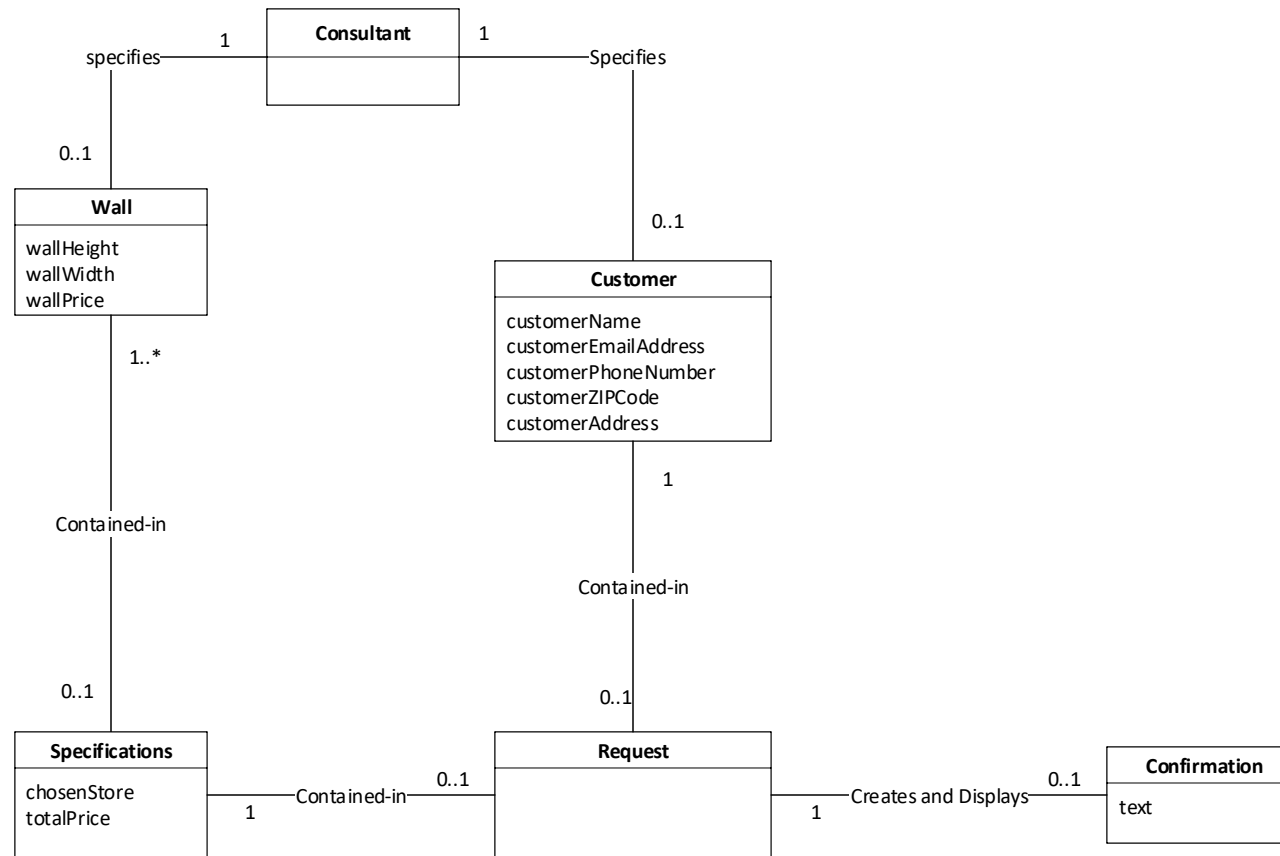 Consultant
1
1
specifies
Specifies
0..1
Wall
wallHeight
wallWidth
wallPrice
0..1
Customer
customerName
customerEmailAddress
customerPhoneNumber
customerZIPCode
customerAddress
1..*
1
Contained-in
Contained-in
0..1
0..1
Specifications
chosenStore
totalPrice
1
Contained-in
0..1
Request
1
Creates and Displays
0..1
Confirmation
text